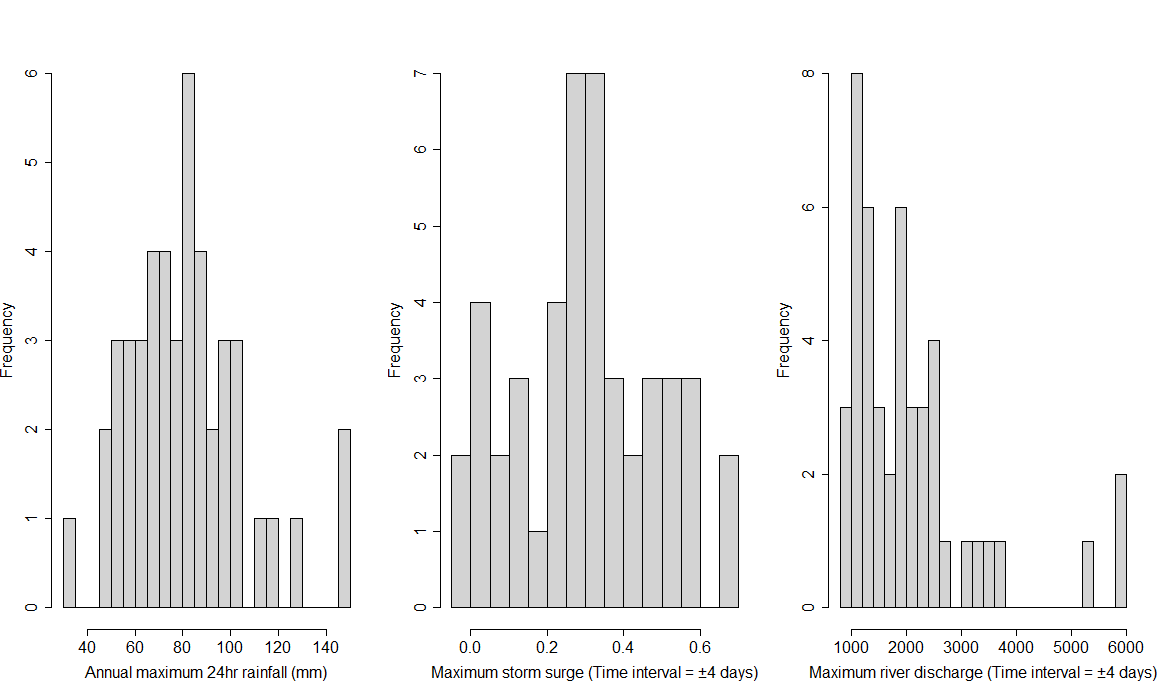 Frequency
0 1 2 3 4 5 6
40 60 80 100 120 140
Annual maximum 24hr rainfall (mm)
Frequency
0 1 2 3 4 5 6 7
0.0 0.2 0.4 0.6
Maximum storm surge (Time interval = ±4 days)
Frequency
0 2 4 6 8
1000 2000 3000 4000 5000 6000
Maximum river discharge (Time interval = ±4 days)